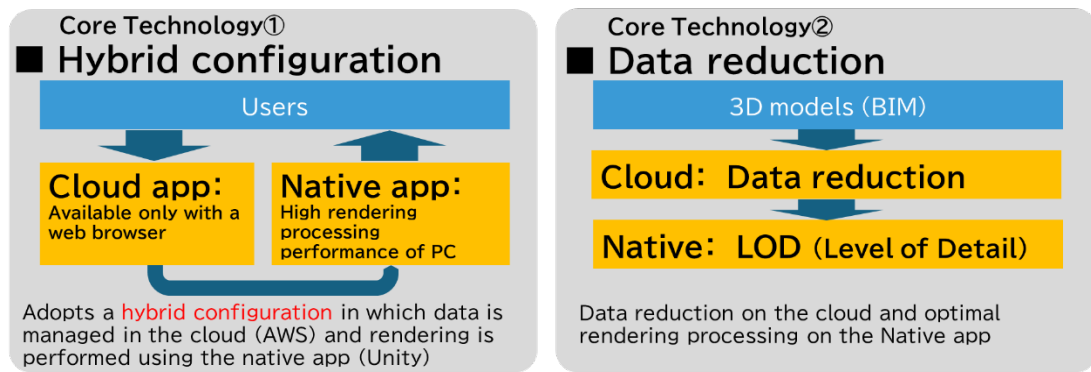 Core Technology①
■ Hybrid configuration
Users
Cloud app:
Available only with a
web browser
Native app:
High rendering
processing
performance of PC
Adopts a hybrid configuration in which data is
managed in the cloud (AWS) and rendering is
performed using the native app (Unity)
Core Technology②
■ Data reduction
3D models (BIM)
Cloud: Data reduction
Native: LOD (Level of Detail)
Data reduction on the cloud and optimal
rendering processing on the Native app